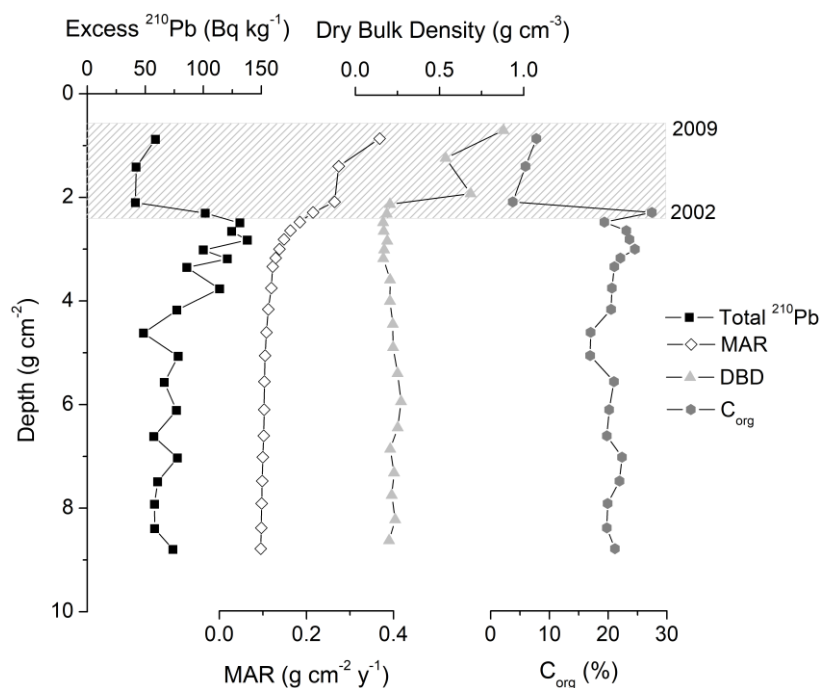 Excess ²¹⁰Pb (Bq kg⁻¹) Dry Bulk Density (g cm⁻³)
0 50 100 150 0.0 0.5 1.0
0
2
4
6
8
10
Depth (g cm⁻²)
2009
2002
Total ²¹⁰Pb
MAR
DBD
C_org
0.0 0.4 0 10 20 30
MAR (g cm⁻² y⁻¹) C_org (%)